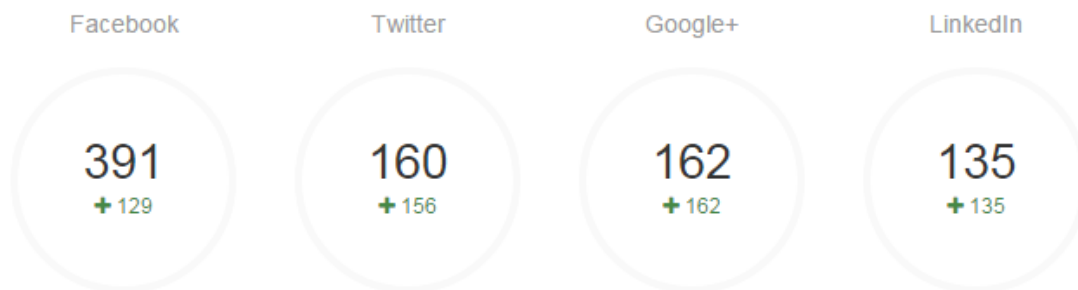 Facebook Twitter Google+ LinkedIn
391 160 162 135
+ 129 + 156 + 162 + 135